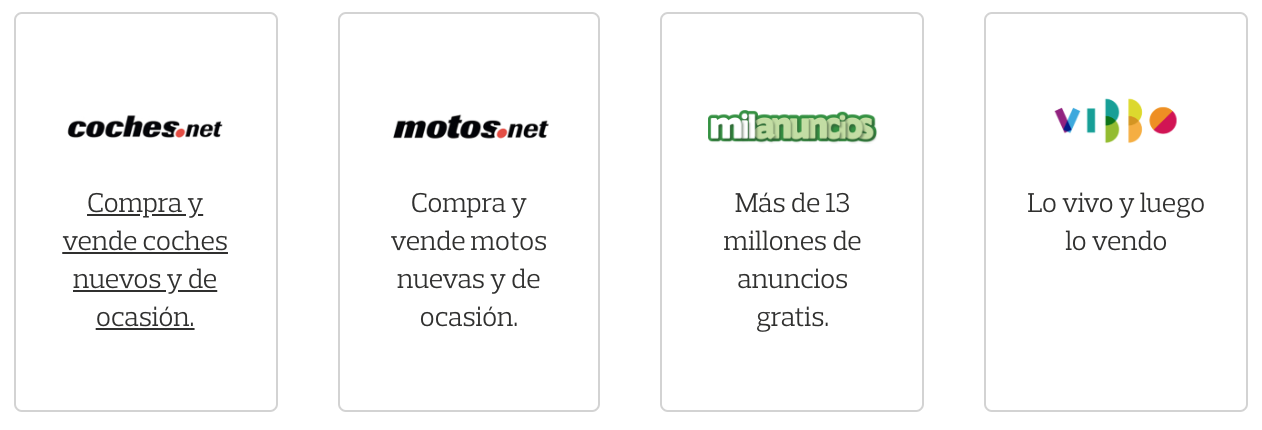 coches.net
Compra y
vende coches
nuevos y de
ocasión.
motos.net
Compra y
vende motos
nuevas y de
ocasión.
milanuncios
Más de 13
millones de
anuncios
gratis.
VIBBO
Lo vivo y luego
lo vendo